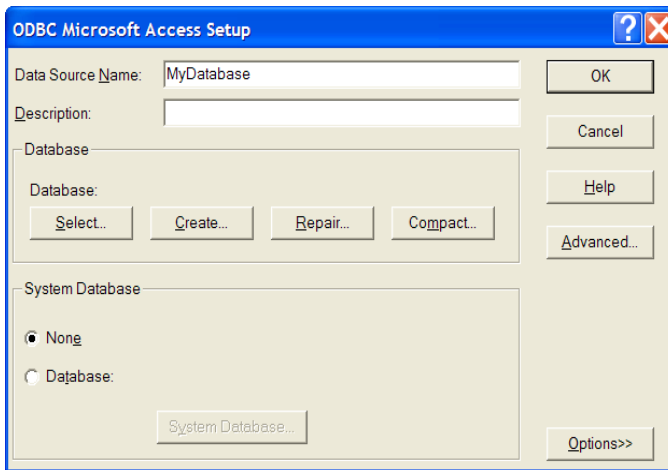 ODBC Microsoft Access Setup
Data Source Name: MyDatabase
OK
Description:
Cancel
Database
Database:
Help
Select... Create... Repair... Compact...
Advanced...
System Database
None
Database:
System Database...
Options>>